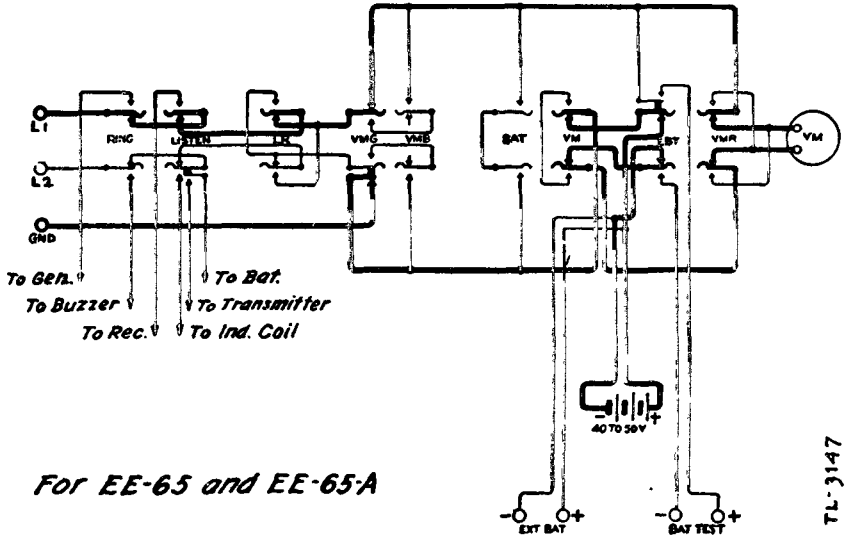 L1
RING
LISTEN
LR
VMG
VMB
BAT
VM
BT
VMR
VM
L2
GND
To Gen.
To Bat.
To Buzzer
To Transmitter
To Rec.
To Ind. Coil
- +
40 TO 50V
For EE-65 and EE-65-A
- +
EXT BAT
- +
BAT TEST
TL-3147